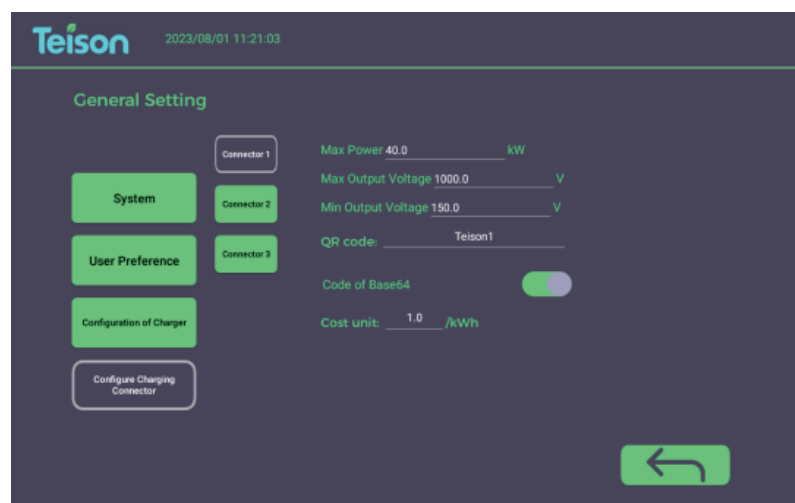 Teison
2023/08/01 11:21:03
General Setting
System
User Preference
Configuration of Charger
Configure Charging
Connector
Connector 1
Connector 2
Connector 3
Max Power 40.0 kW
Max Output Voltage 1000.0 V
Min Output Voltage 150.0 V
QR code: Teison1
Code of Base64
Cost unit: 1.0 /kWh